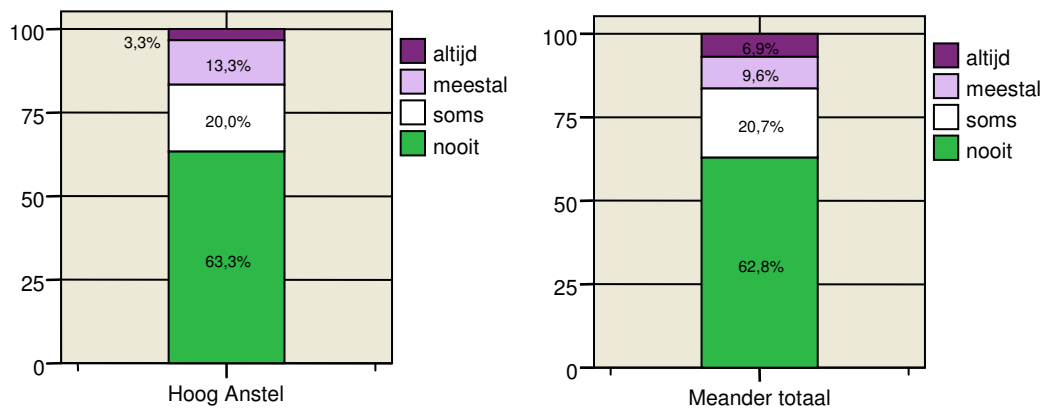 100
75
50
25
0
3,3%
13,3%
20,0%
63,3%
altijd
meestal
soms
nooit
Hoog Anstel
100
75
50
25
0
6,9%
9,6%
20,7%
62,8%
altijd
meestal
soms
nooit
Meander totaal